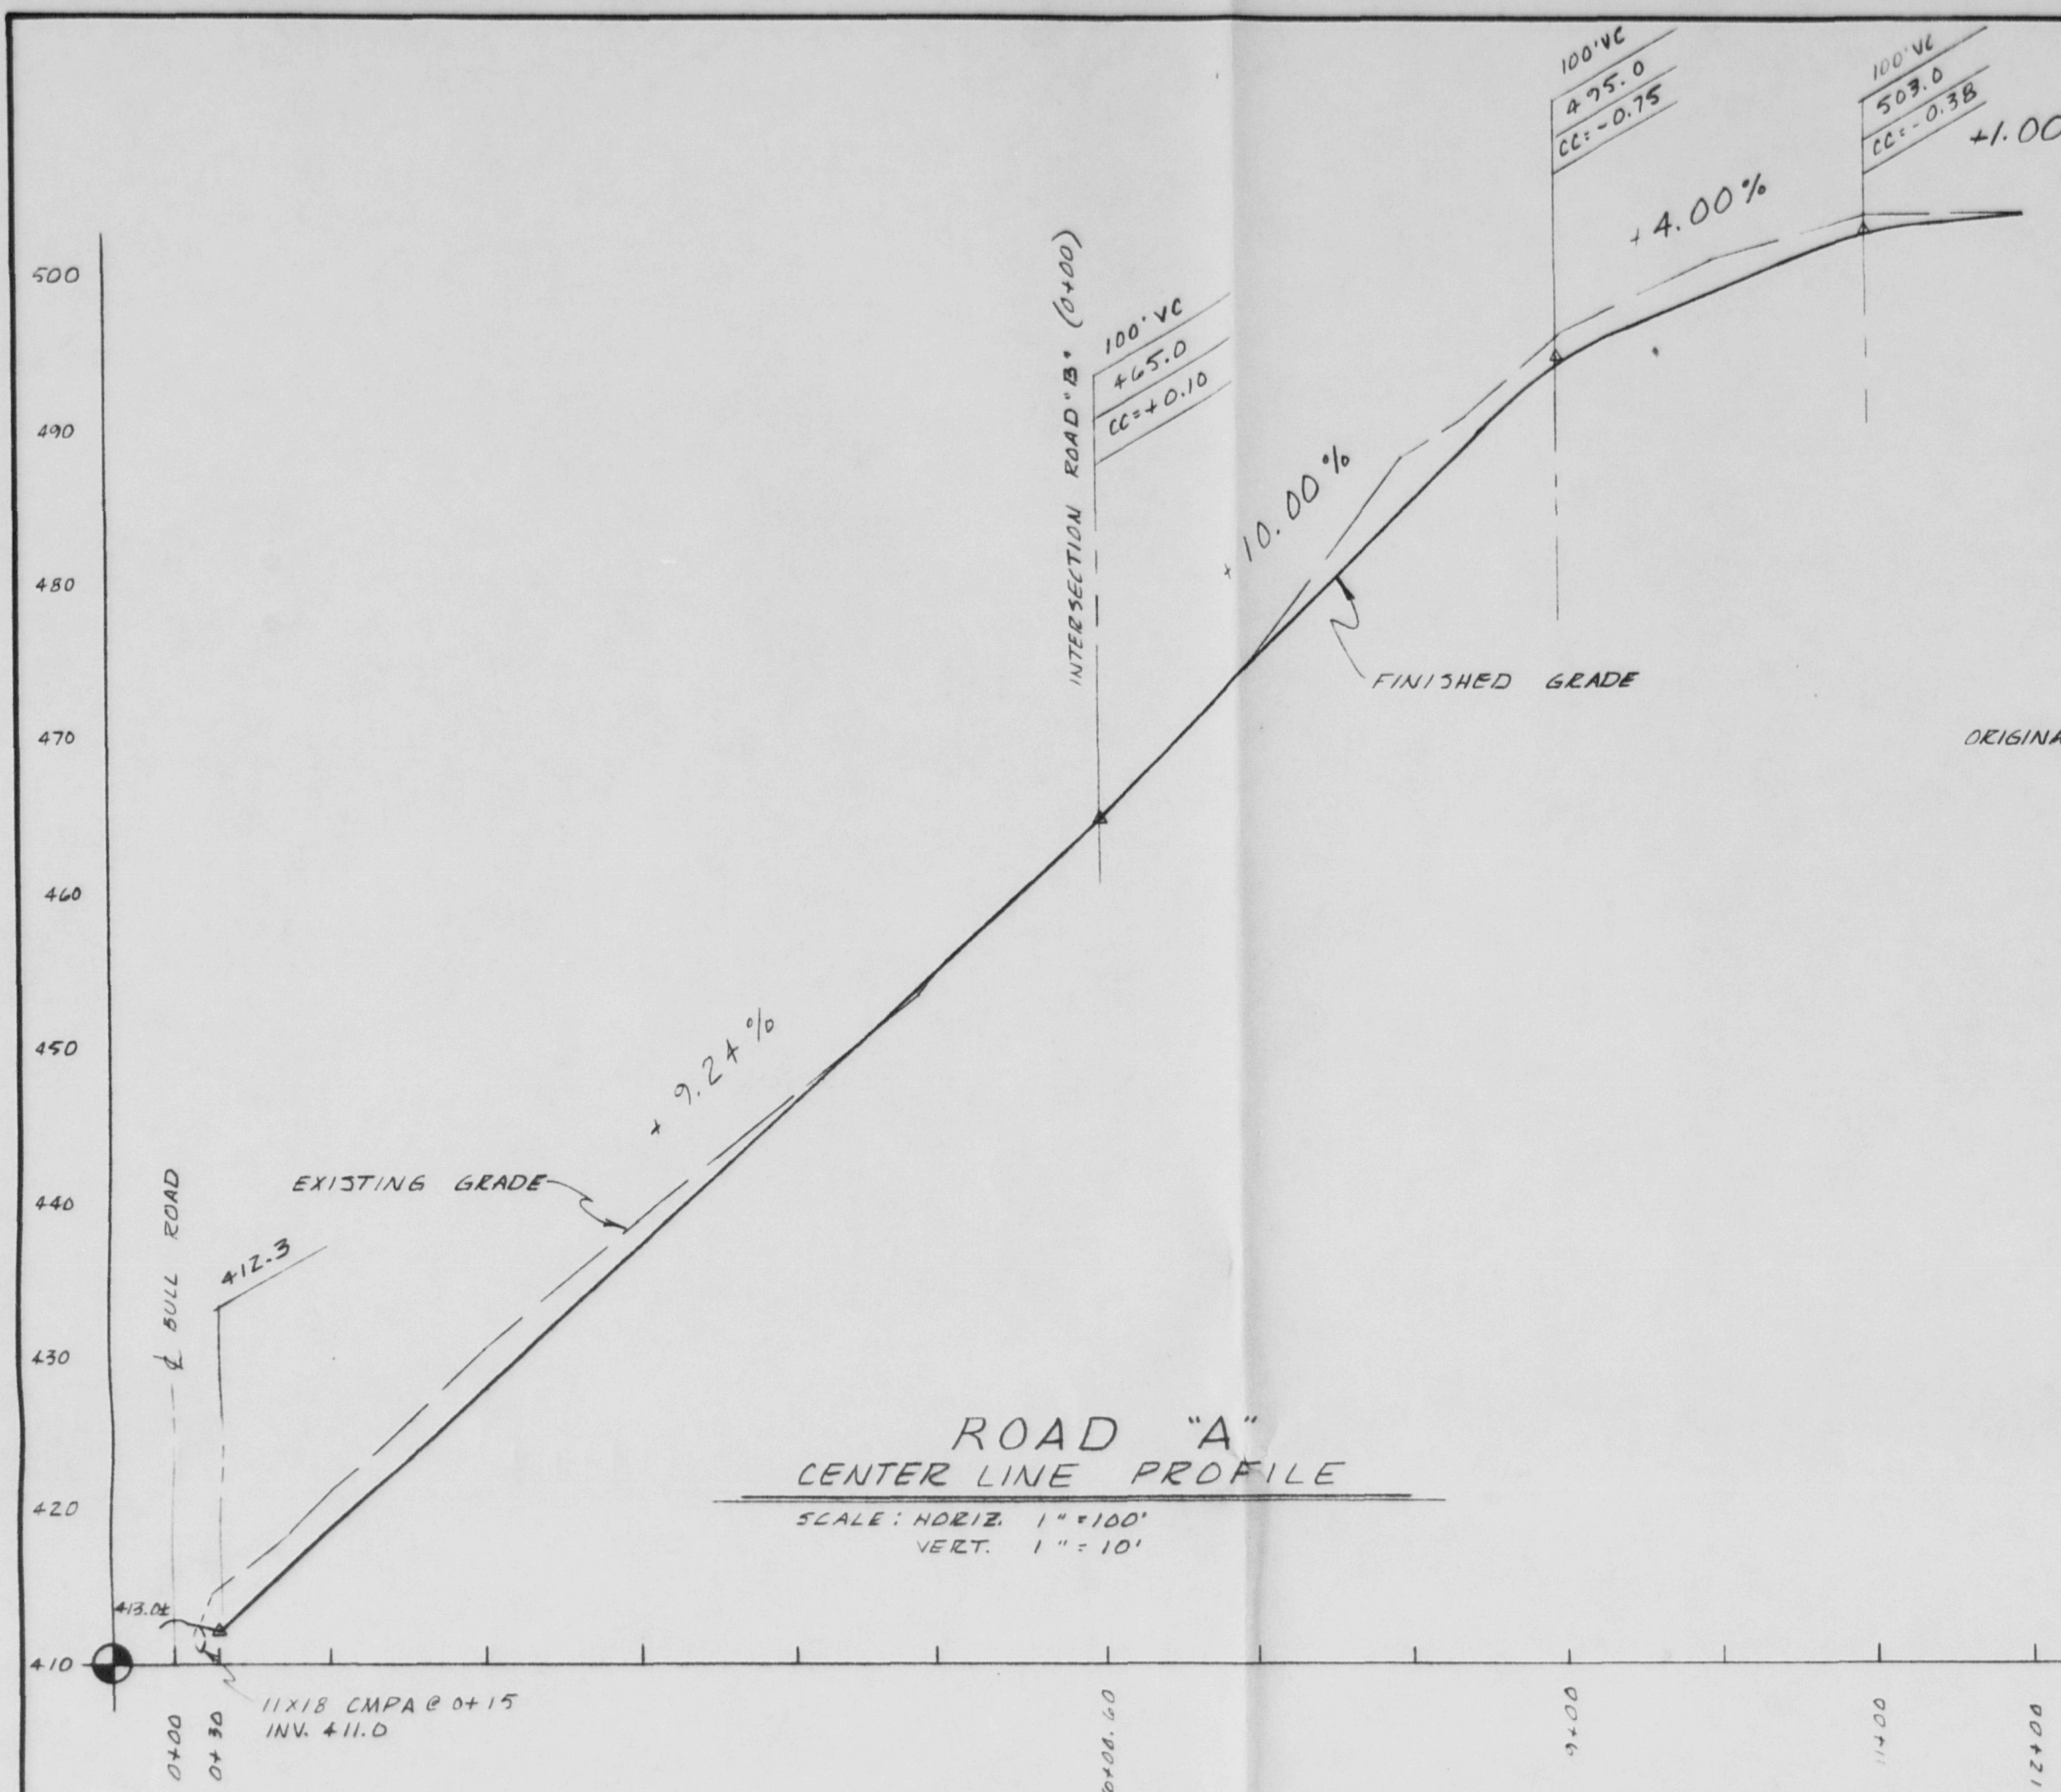 100'VC
495.0
CC=-0.75
100'VC
503.0
CC=-0.38
+1.00
+4.00%
500
INTERSECTION ROAD "B" (0+00)
100'VC
465.0
CC=+0.10
490
+10.00%
480
FINISHED GRADE
470
ORIGINA
460
450
+9.24%
EXISTING GRADE
440
℄ BULL ROAD
412.3
430
ROAD "A"
CENTER LINE PROFILE
420
SCALE: HORIZ. 1"=100'
VERT. 1"=10'
413.0±
410
11X18 CMPA @ 0+15
INV. 411.0
0+00
0+30
+08.60
9+00
11+00
12+00